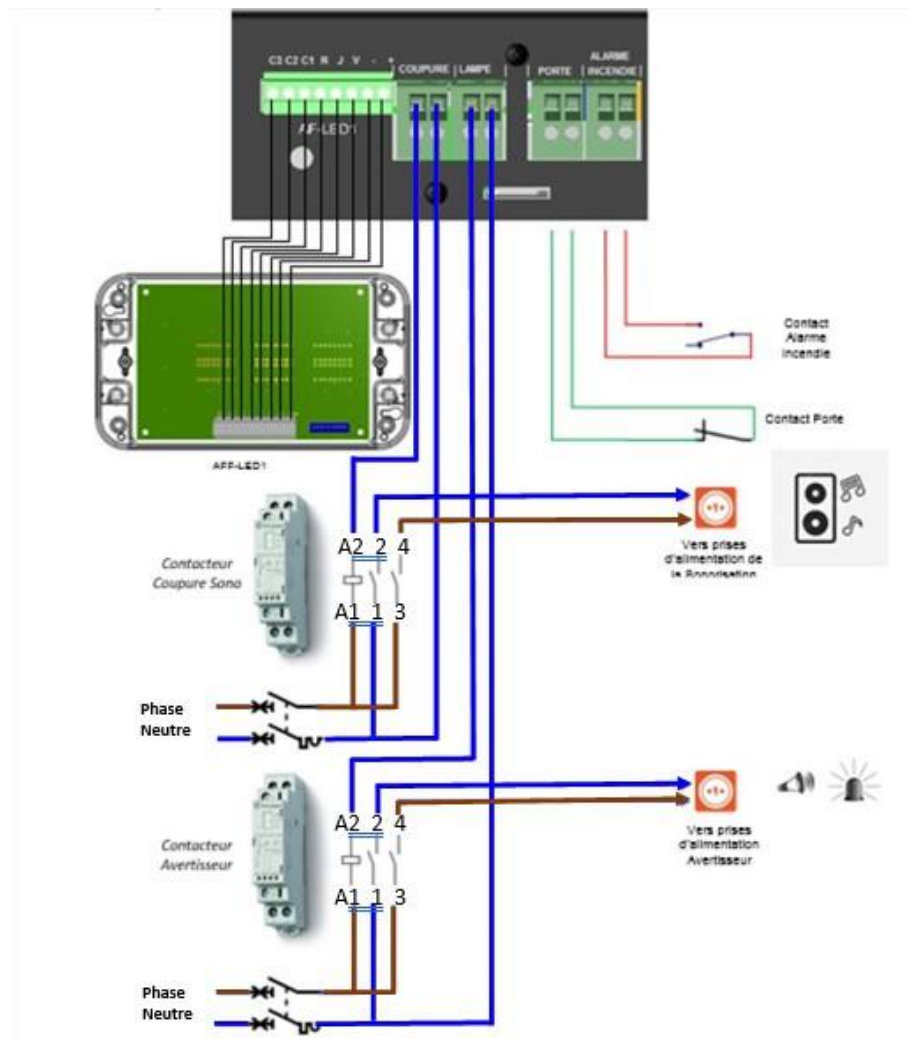 C3 C2 C1 R J V - +
COUPURE | LAMPE |
PORTE
ALARME
| INCENDIE |
AF-LED1
AFF-LED1
Contact
Alarme
Incendie
Contact Porte
Contacteur
Coupure Sono
A2 2 4
A1 1 3
Vers prises
d'alimentation de
la Sonorisation
Phase
Neutre
Contacteur
Avertisseur
A2 2 4
A1 1 3
Vers prises
d'alimentation
Avertisseur
Phase
Neutre